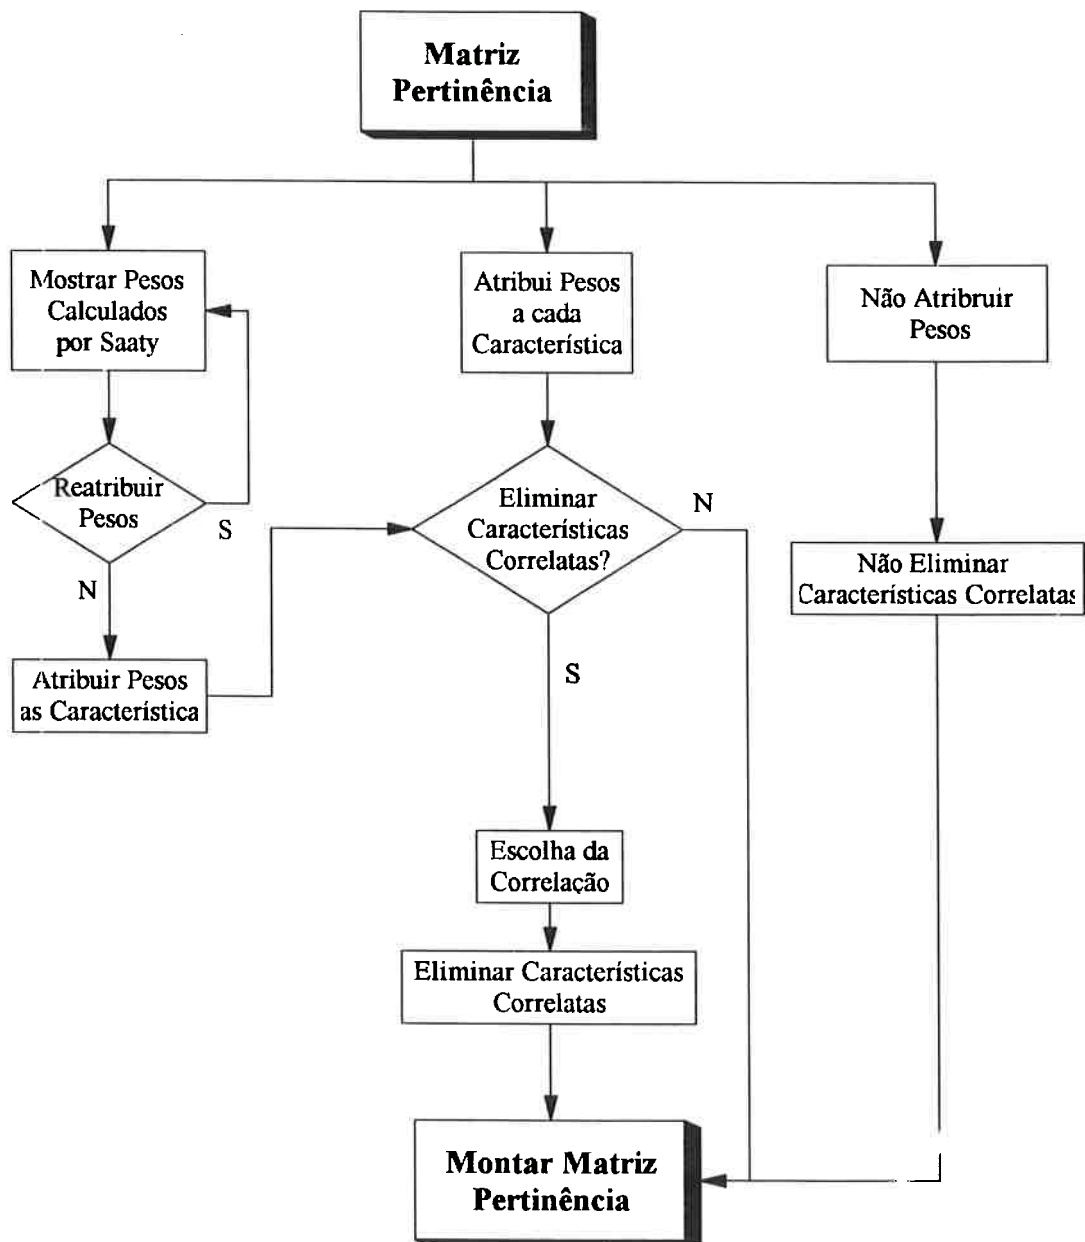 Matriz
Pertinência
Mostrar Pesos
Calculados
por Saaty
Atribui Pesos
a cada
Característica
Não Atribruir
Pesos
Reatribuir
Pesos
S
N
Eliminar
Características
Correlatas?
N
S
Não Eliminar
Características Correlatas
Atribuir Pesos
as Característica
Escolha da
Correlação
Eliminar Características
Correlatas
Montar Matriz
Pertinência